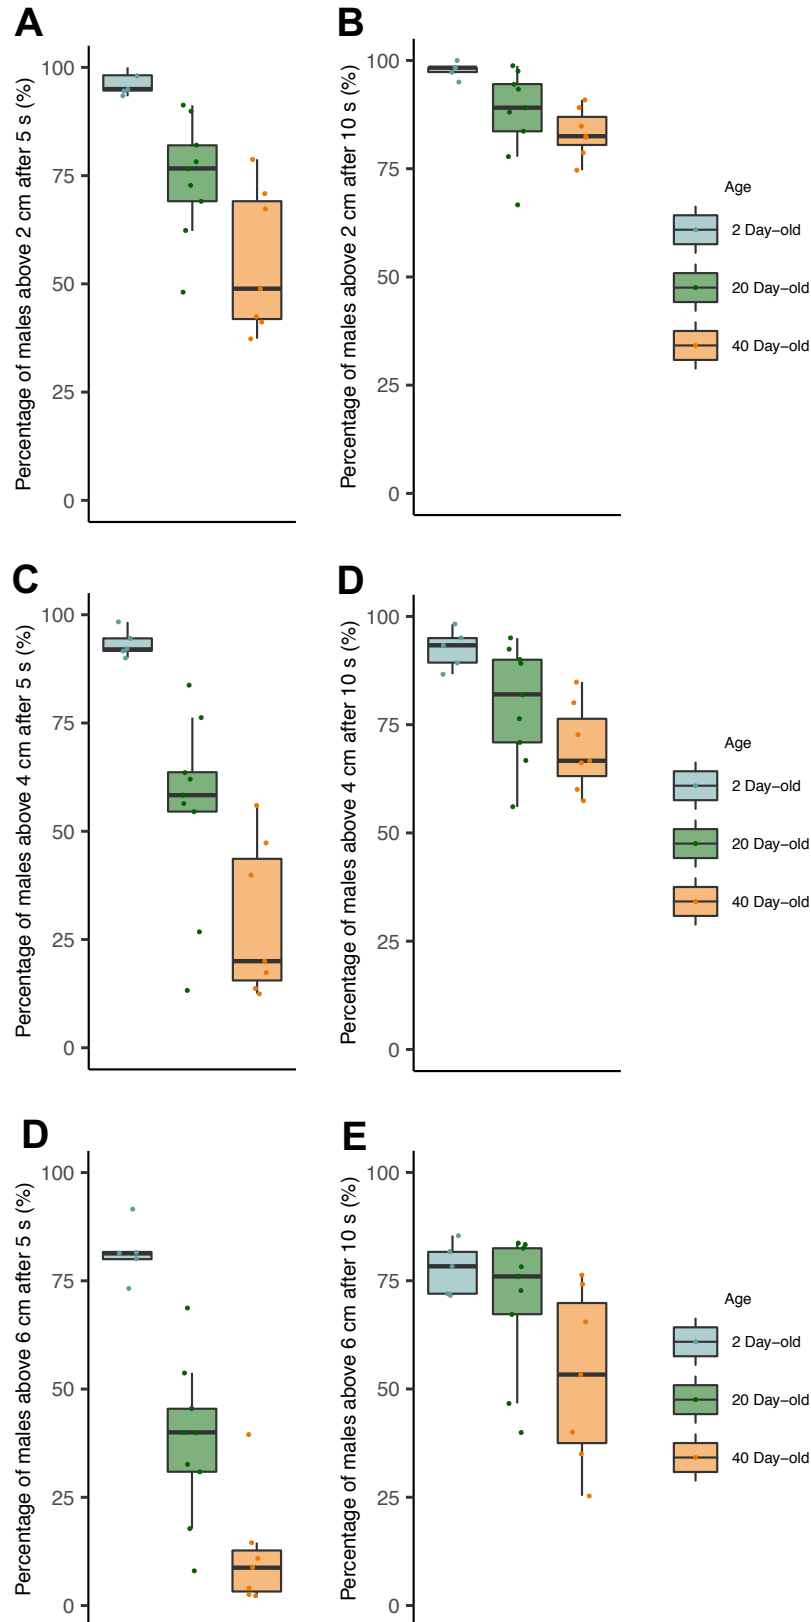 A
Percentage of males above 2 cm after 5 s (%)
100
75
50
25
0
B
Percentage of males above 2 cm after 10 s (%)
100
75
50
25
0
Age
2 Day−old
20 Day−old
40 Day−old
C
Percentage of males above 4 cm after 5 s (%)
100
75
50
25
0
D
Percentage of males above 4 cm after 10 s (%)
100
75
50
25
0
Age
2 Day−old
20 Day−old
40 Day−old
D
Percentage of males above 6 cm after 5 s (%)
100
75
50
25
0
E
Percentage of males above 6 cm after 10 s (%)
100
75
50
25
0
Age
2 Day−old
20 Day−old
40 Day−old